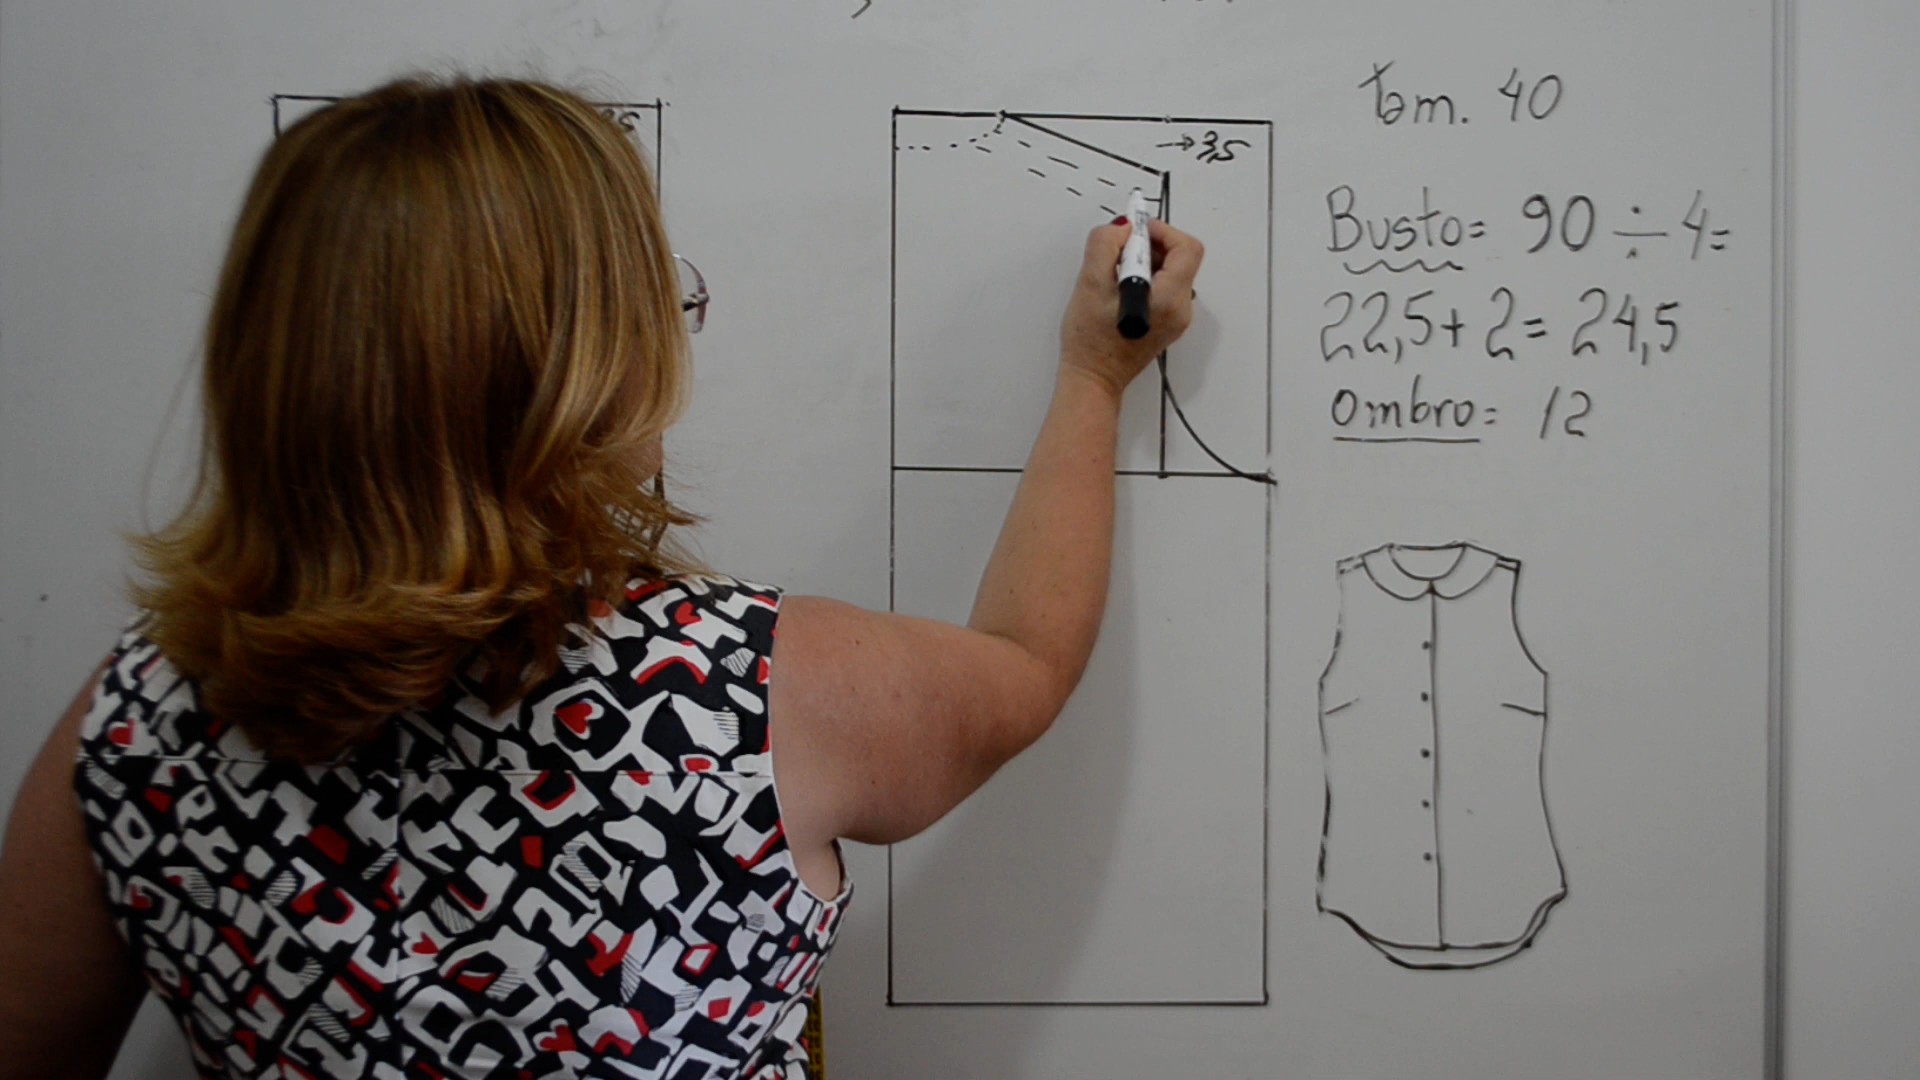 Tam. 40
→3,5
Busto= 90 ÷ 4=
22,5+ 2= 24,5
Ombro= 12